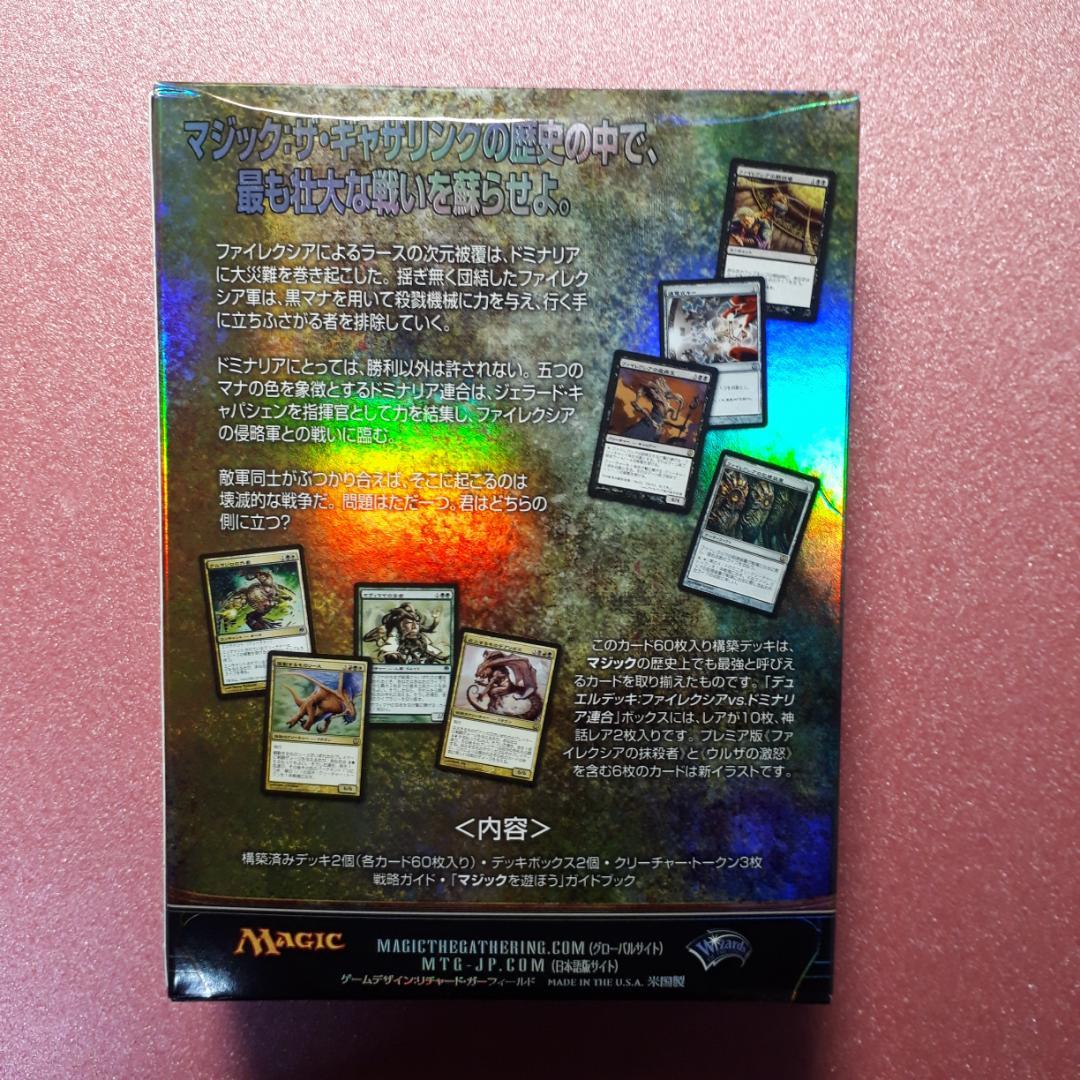 マジック:ザ・ギャザリングの歴史の中で、
最も壮大な戦いを蘇らせよ。
ファイレクシアによるラースの次元被覆は、ドミナリア
に大災難を巻き起こした。揺ぎ無く団結したファイレク
シア軍は、黒マナを用いて殺戮機械に力を与え、行く手
に立ちふさがる者を排除していく。
ドミナリアにとっては、勝利以外は許されない。五つの
マナの色を象徴とするドミナリア連合は、ジェラード・キ
ャパシェンを指揮官として力を結集し、ファイレクシア
の侵略軍との戦いに臨む。
敵軍同士がぶつかり合えば、そこに起こるのは
壊滅的な戦争だ。問題はただ一つ。君はどちらの
側に立つ?
このカード60枚入り構築デッキは、
マジックの歴史上でも最強と呼びえ
るカードを取り揃えたものです。「デュ
エルデッキ:ファイレクシアvs.ドミナリ
ア連合」ボックスには、レアが10枚、神
話レア2枚入りです。プレミア版《ファ
イレクシアの抹殺者》と《ウルザの激怒》
を含む6枚のカードは新イラストです。
<内容>
構築済みデッキ2個(各カード60枚入り)・デッキボックス2個・クリーチャー・トークン3枚
戦略ガイド・「マジックを遊ぼう」ガイドブック
MAGIC
MAGICTHEGATHERING.COM (グローバルサイト)
MTG-JP.COM (日本語版サイト)
ゲームデザイン:リチャード・ガーフィールド MADE IN THE U.S.A. 米国製
Wizards